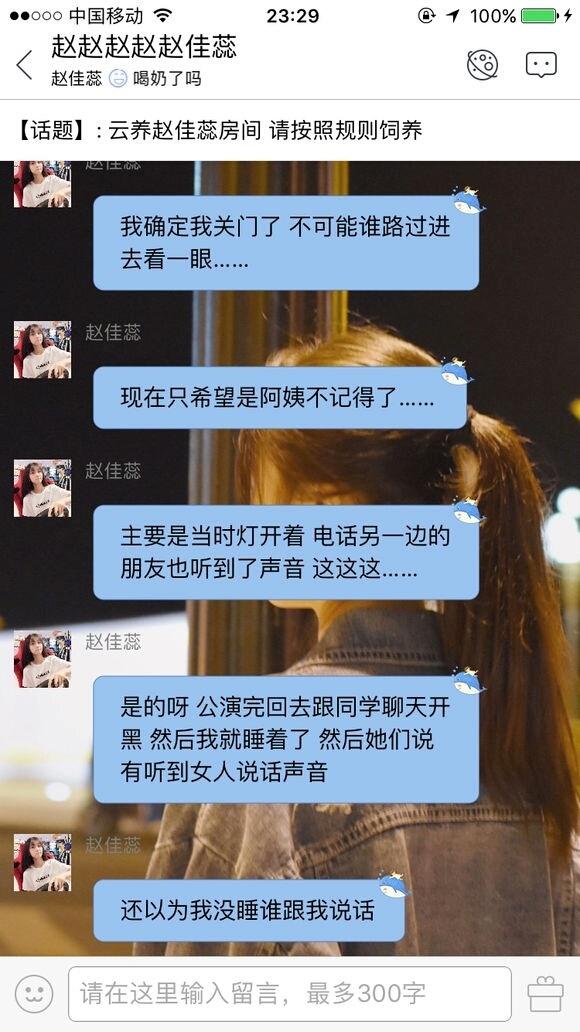 中国移动
23:29
100%
赵赵赵赵赵佳蕊
赵佳蕊 喝奶了吗
【话题】: 云养赵佳蕊房间 请按照规则饲养
赵佳蕊
我确定我关门了 不可能谁路过进
去看一眼……
赵佳蕊
现在只希望是阿姨不记得了……
赵佳蕊
主要是当时灯开着 电话另一边的
朋友也听到了声音 这这这……
赵佳蕊
是的呀 公演完回去跟同学聊天开
黑 然后我就睡着了 然后她们说
有听到女人说话声音
赵佳蕊
还以为我没睡谁跟我说话
请在这里输入留言，最多300字